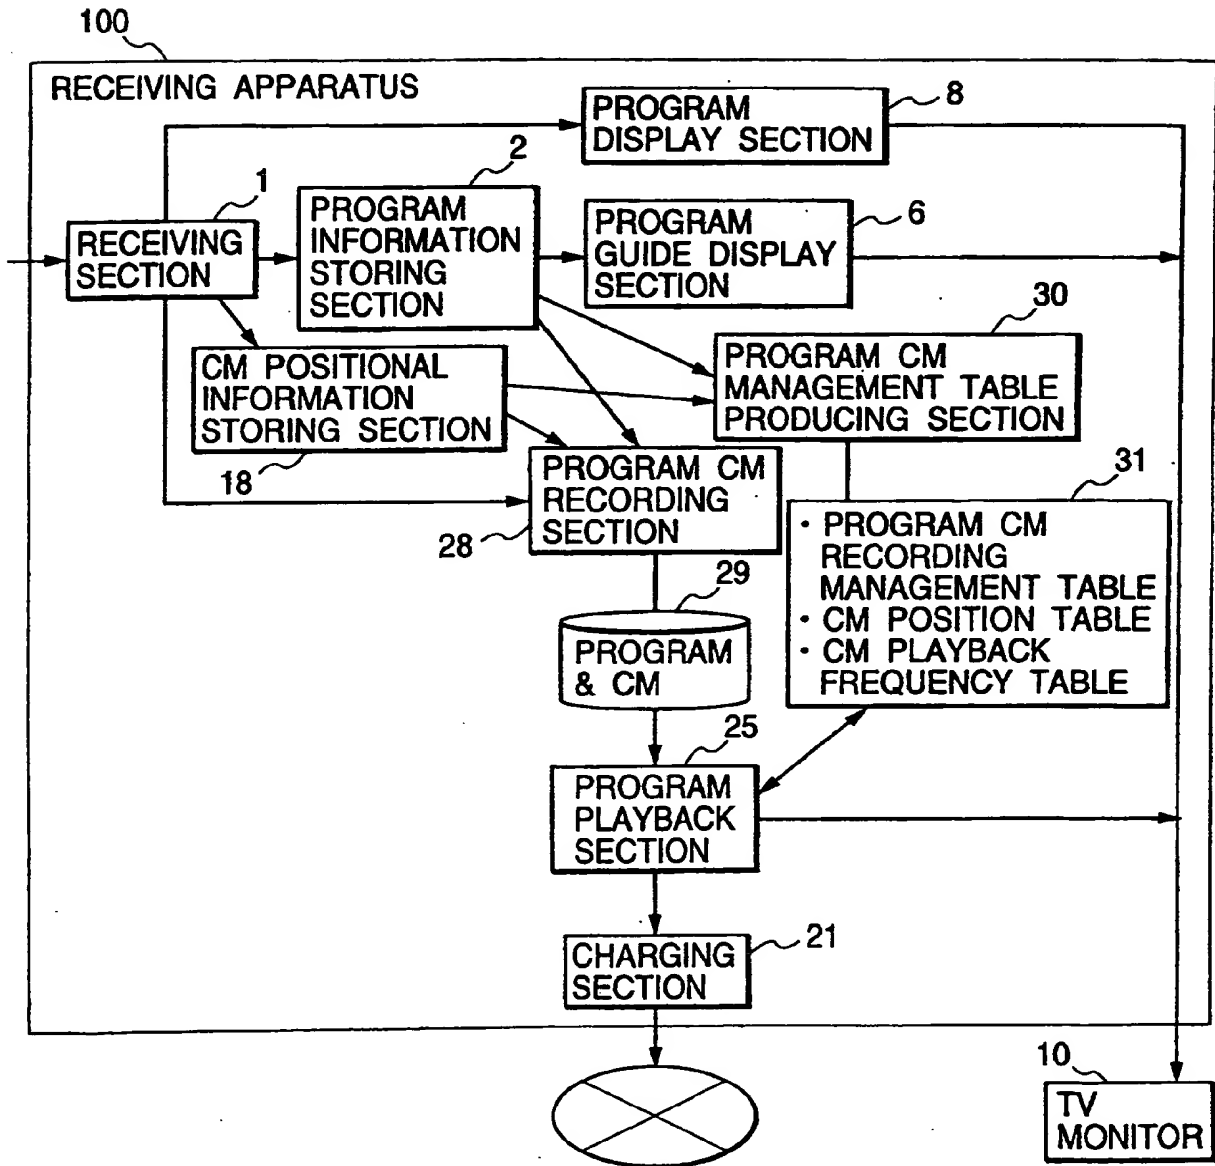 100
RECEIVING APPARATUS
PROGRAM
DISPLAY SECTION
8
2
1
PROGRAM
INFORMATION
STORING
SECTION
PROGRAM
GUIDE DISPLAY
SECTION
6
RECEIVING
SECTION
30
CM POSITIONAL
INFORMATION
STORING SECTION
18
PROGRAM CM
MANAGEMENT TABLE
PRODUCING SECTION
PROGRAM CM
RECORDING
SECTION
28
31
· PROGRAM CM
RECORDING
MANAGEMENT TABLE
· CM POSITION TABLE
· CM PLAYBACK
FREQUENCY TABLE
29
PROGRAM
& CM
25
PROGRAM
PLAYBACK
SECTION
CHARGING
SECTION
21
10
TV
MONITOR